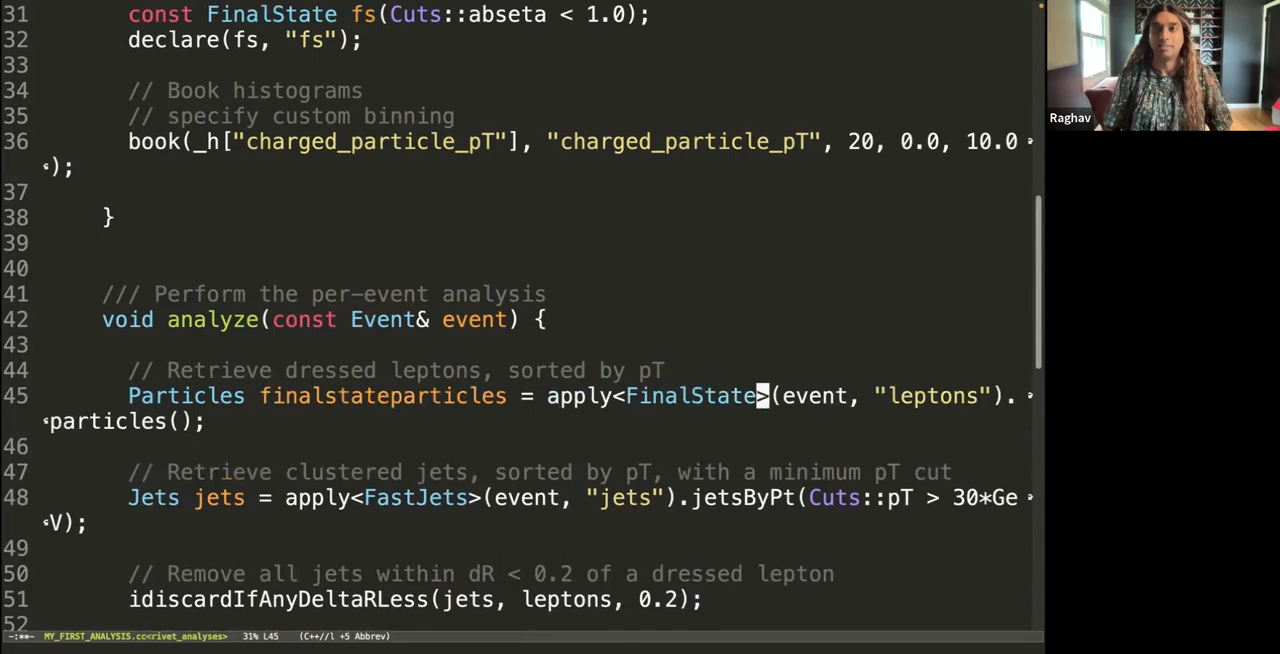 31 const FinalState fs(Cuts::abseta < 1.0);
32 declare(fs, "fs");
33
34 // Book histograms
35 // specify custom binning
36 book(_h["charged_particle_pT"], "charged_particle_pT", 20, 0.0, 10.0
);
37
38 }
39
40
41 /// Perform the per-event analysis
42 void analyze(const Event& event) {
43
44 // Retrieve dressed leptons, sorted by pT
45 Particles finalstateparticles = apply<FinalState>(event, "leptons").
particles();
46
47 // Retrieve clustered jets, sorted by pT, with a minimum pT cut
48 Jets jets = apply<FastJets>(event, "jets").jetsByPt(Cuts::pT > 30*Ge
V);
49
50 // Remove all jets within dR < 0.2 of a dressed lepton
51 idiscardIfAnyDeltaRLess(jets, leptons, 0.2);
52
-:**- MY_FIRST_ANALYSIS.cc<rivet_analyses> 31% L45 (C++//l +5 Abbrev)
Raghav